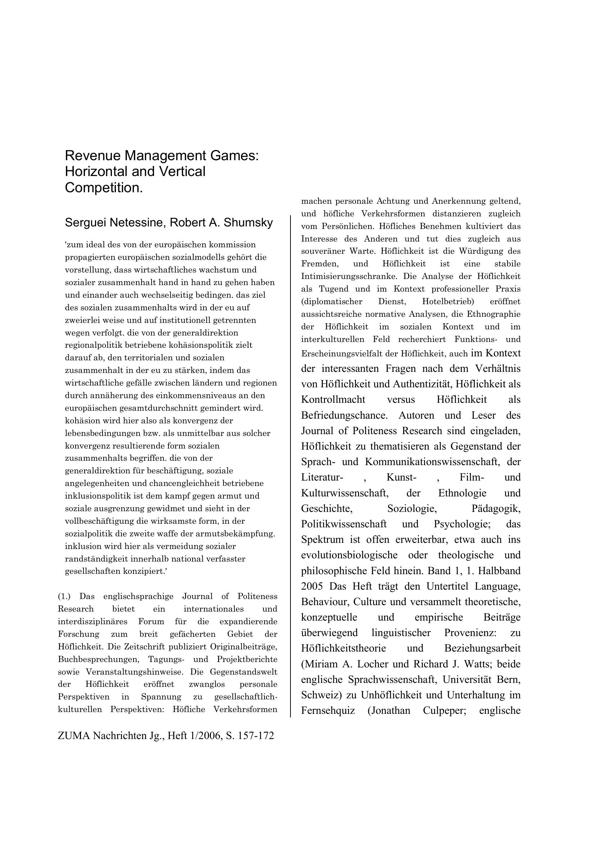 Revenue Management Games:
Horizontal and Vertical
Competition.
Serguei Netessine, Robert A. Shumsky
'zum ideal des von der europäischen kommission
propagierten europäischen sozialmodells gehört die
vorstellung, dass wirtschaftliches wachstum und
sozialer zusammenhalt hand in hand zu gehen haben
und einander auch wechselseitig bedingen. das ziel
des sozialen zusammenhalts wird in der eu auf
zweierlei weise und auf institutionell getrennten
wegen verfolgt. die von der generaldirektion
regionalpolitik betriebene kohäsionspolitik zielt
darauf ab, den territorialen und sozialen
zusammenhalt in der eu zu stärken, indem das
wirtschaftliche gefälle zwischen ländern und regionen
durch annäherung des einkommensniveaus an den
europäischen gesamtdurchschnitt gemindert wird.
kohäsion wird hier also als konvergenz der
lebensbedingungen bzw. als unmittelbar aus solcher
konvergenz resultierende form sozialen
zusammenhalts begriffen. die von der
generaldirektion für beschäftigung, soziale
angelegenheiten und chancengleichheit betriebene
inklusionspolitik ist dem kampf gegen armut und
soziale ausgrenzung gewidmet und sieht in der
vollbeschäftigung die wirksamste form, in der
sozialpolitik die zweite waffe der armutsbekämpfung.
inklusion wird hier als vermeidung sozialer
randständigkeit innerhalb national verfasster
gesellschaften konzipiert.'
(1.) Das englischsprachige Journal of Politeness
Research bietet ein internationales und
interdisziplinäres Forum für die expandierende
Forschung zum breit gefächerten Gebiet der
Höflichkeit. Die Zeitschrift publiziert Originalbeiträge,
Buchbesprechungen, Tagungs- und Projektberichte
sowie Veranstaltungshinweise. Die Gegenstandswelt
der Höflichkeit eröffnet zwanglos personale
Perspektiven in Spannung zu gesellschaftlich-
kulturellen Perspektiven: Höfliche Verkehrsformen
machen personale Achtung und Anerkennung geltend,
und höfliche Verkehrsformen distanzieren zugleich
vom Persönlichen. Höfliches Benehmen kultiviert das
Interesse des Anderen und tut dies zugleich aus
souveräner Warte. Höflichkeit ist die Würdigung des
Fremden, und Höflichkeit ist eine stabile
Intimisierungsschranke. Die Analyse der Höflichkeit
als Tugend und im Kontext professioneller Praxis
(diplomatischer Dienst, Hotelbetrieb) eröffnet
aussichtsreiche normative Analysen, die Ethnographie
der Höflichkeit im sozialen Kontext und im
interkulturellen Feld recherchiert Funktions- und
Erscheinungsvielfalt der Höflichkeit, auch im Kontext
der interessanten Fragen nach dem Verhältnis
von Höflichkeit und Authentizität, Höflichkeit als
Kontrollmacht versus Höflichkeit als
Befriedungschance. Autoren und Leser des
Journal of Politeness Research sind eingeladen,
Höflichkeit zu thematisieren als Gegenstand der
Sprach- und Kommunikationswissenschaft, der
Literatur- , Kunst- , Film- und
Kulturwissenschaft, der Ethnologie und
Geschichte, Soziologie, Pädagogik,
Politikwissenschaft und Psychologie; das
Spektrum ist offen erweiterbar, etwa auch ins
evolutionsbiologische oder theologische und
philosophische Feld hinein. Band 1, 1. Halbband
2005 Das Heft trägt den Untertitel Language,
Behaviour, Culture und versammelt theoretische,
konzeptuelle und empirische Beiträge
überwiegend linguistischer Provenienz: zu
Höflichkeitstheorie und Beziehungsarbeit
(Miriam A. Locher und Richard J. Watts; beide
englische Sprachwissenschaft, Universität Bern,
Schweiz) zu Unhöflichkeit und Unterhaltung im
Fernsehquiz (Jonathan Culpeper; englische
ZUMA Nachrichten Jg., Heft 1/2006, S. 157-172